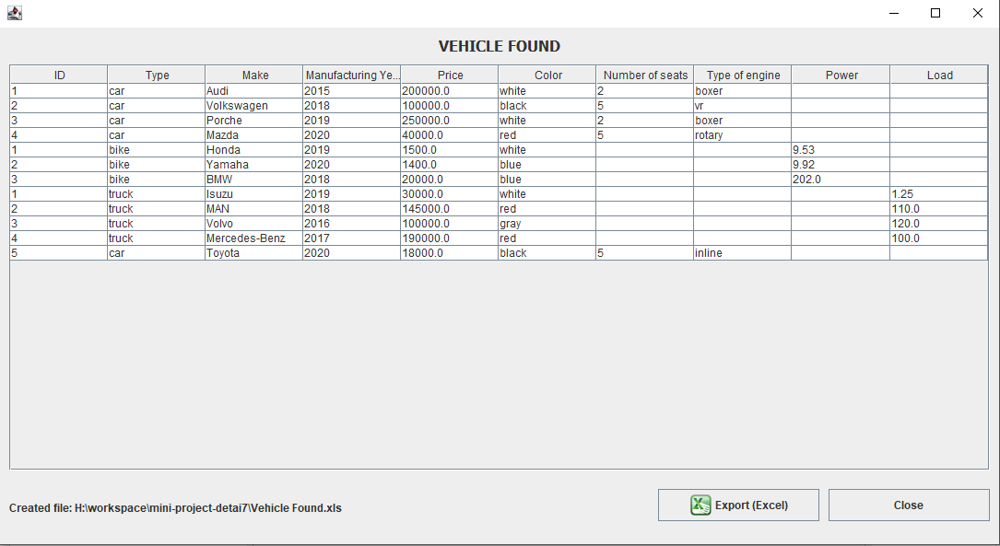 VEHICLE FOUND
ID Type Make Manufacturing Ye... Price Color Number of seats Type of engine Power Load
1 car Audi 2015 200000.0 white 2 boxer
2 car Volkswagen 2018 100000.0 black 5 vr
3 car Porche 2019 250000.0 white 2 boxer
4 car Mazda 2020 40000.0 red 5 rotary
1 bike Honda 2019 1500.0 white 9.53
2 bike Yamaha 2020 1400.0 blue 9.92
3 bike BMW 2018 20000.0 blue 202.0
1 truck Isuzu 2019 30000.0 white 1.25
2 truck MAN 2018 145000.0 red 110.0
3 truck Volvo 2016 100000.0 gray 120.0
4 truck Mercedes-Benz 2017 190000.0 red 100.0
5 car Toyota 2020 18000.0 black 5 inline
Created file: H:\workspace\mini-project-detai7\Vehicle Found.xls
Export (Excel) Close